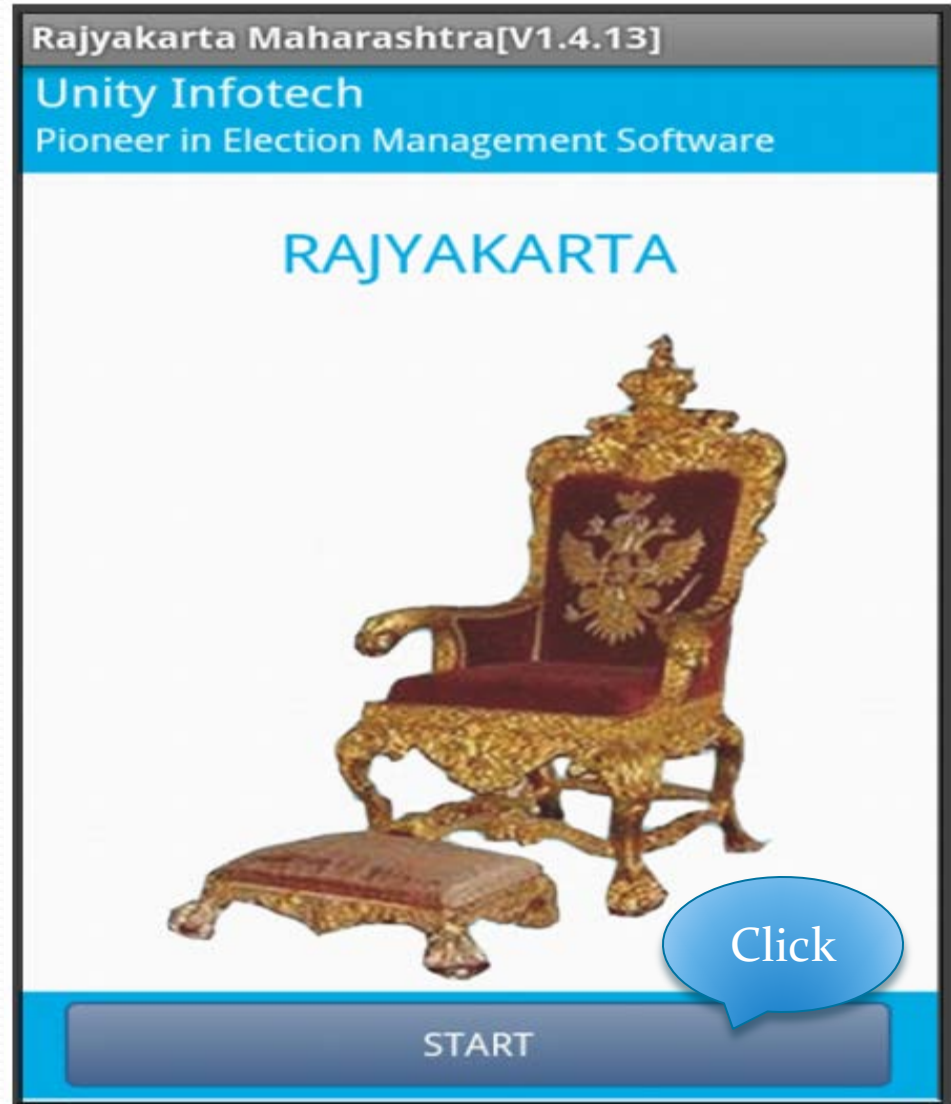 Rajyakarta Maharashtra[V1.4.13]
Unity Infotech
Pioneer in Election Management Software
RAJYAKARTA
Click
START